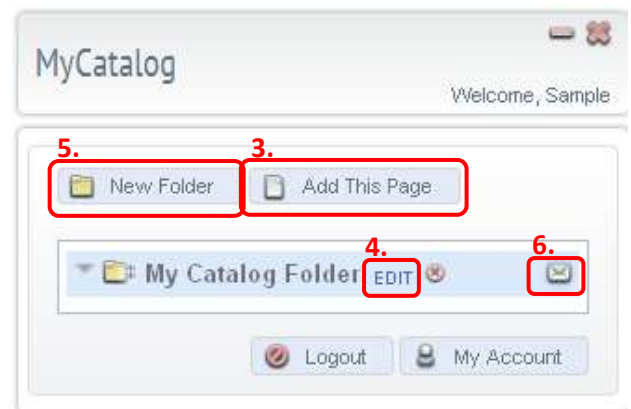 MyCatalog
Welcome, Sample
5. 3.
New Folder Add This Page
4. 6.
My Catalog Folder EDIT
Logout My Account